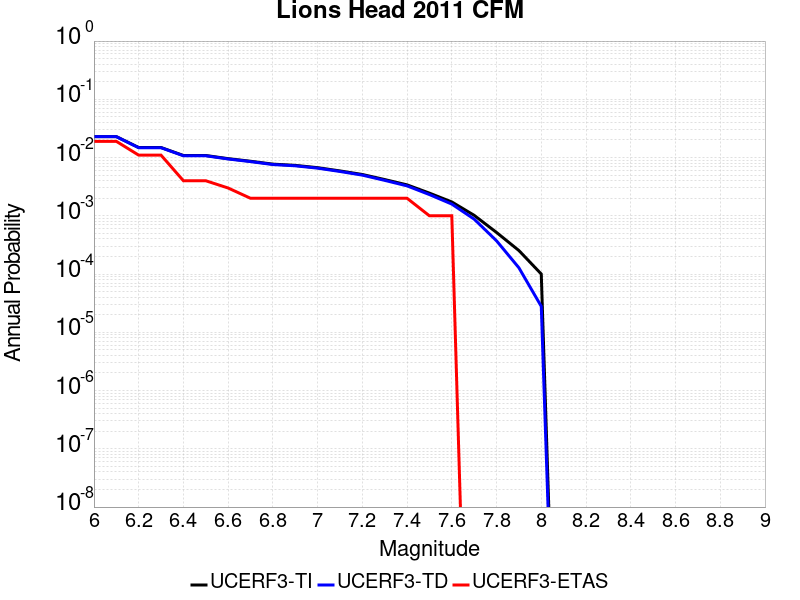 Lions Head 2011 CFM
Annual Probability
10^0
10^-1
10^-2
10^-3
10^-4
10^-5
10^-6
10^-7
10^-8
6 6.2 6.4 6.6 6.8 7 7.2 7.4 7.6 7.8 8 8.2 8.4 8.6 8.8 9
Magnitude
UCERF3-TI UCERF3-TD UCERF3-ETAS